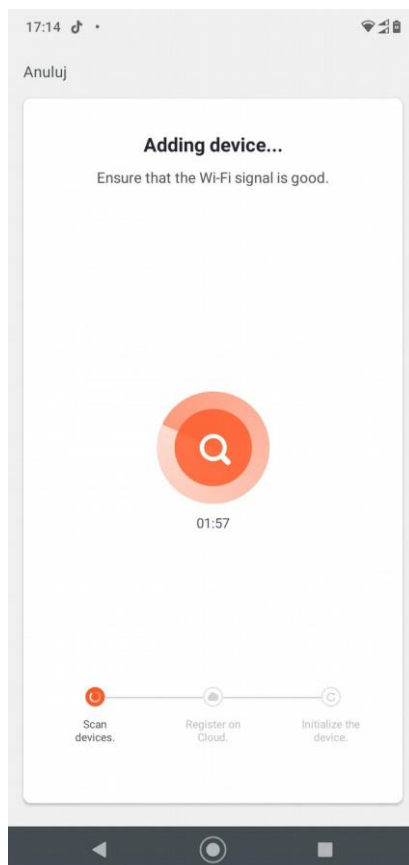 17:14
Anuluj
Adding device...
Ensure that the Wi-Fi signal is good.
01:57
Scan
devices.
Register on
Cloud.
Initialize the
device.